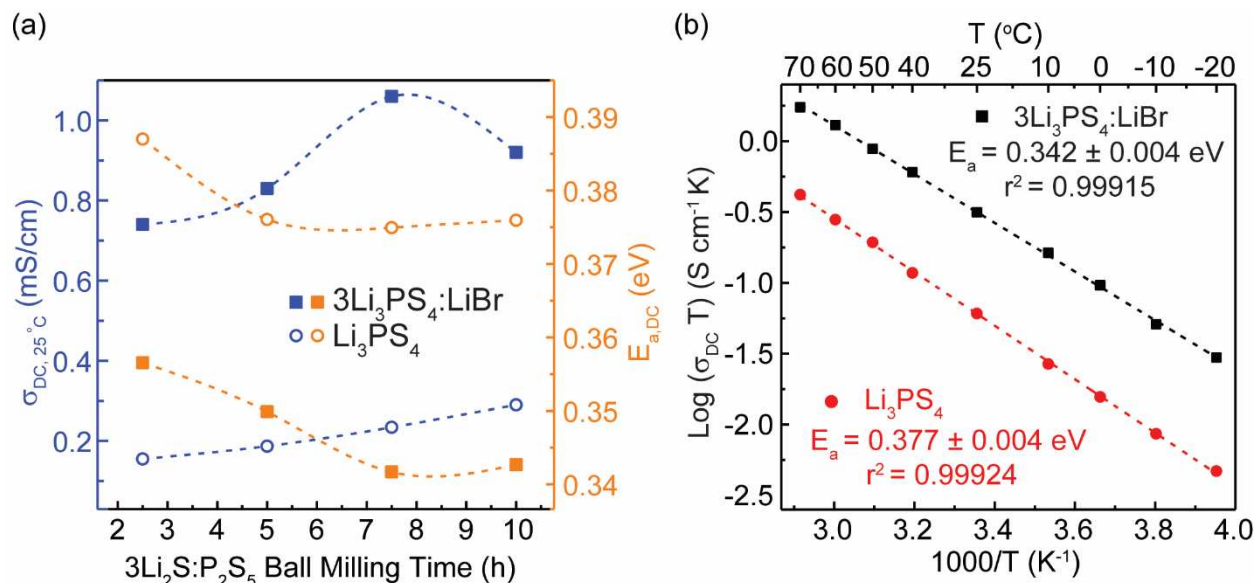 (a)
σDC, 25 °C (mS/cm)
1.0
0.8
0.6
0.4
0.2
3Li3PS4:LiBr
Li3PS4
0.39
0.38
0.37
0.36
0.35
0.34
Ea,DC (eV)
2 3 4 5 6 7 8 9 10
3Li2S:P2S5 Ball Milling Time (h)
(b)
T (ºC)
70 60 50 40 25 10 0 -10 -20
Log (σDC T) (S cm-1 K)
0.0
-0.5
-1.0
-1.5
-2.0
-2.5
3Li3PS4:LiBr
Ea = 0.342 ± 0.004 eV
r2 = 0.99915
Li3PS4
Ea = 0.377 ± 0.004 eV
r2 = 0.99924
3.0 3.2 3.4 3.6 3.8 4.0
1000/T (K-1)